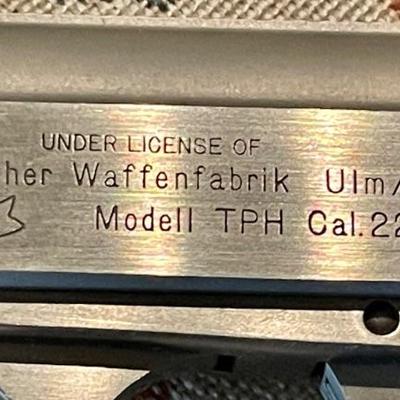 UNDER LICENSE OF
her Waffenfabrik Ulm/
Modell TPH Cal.22